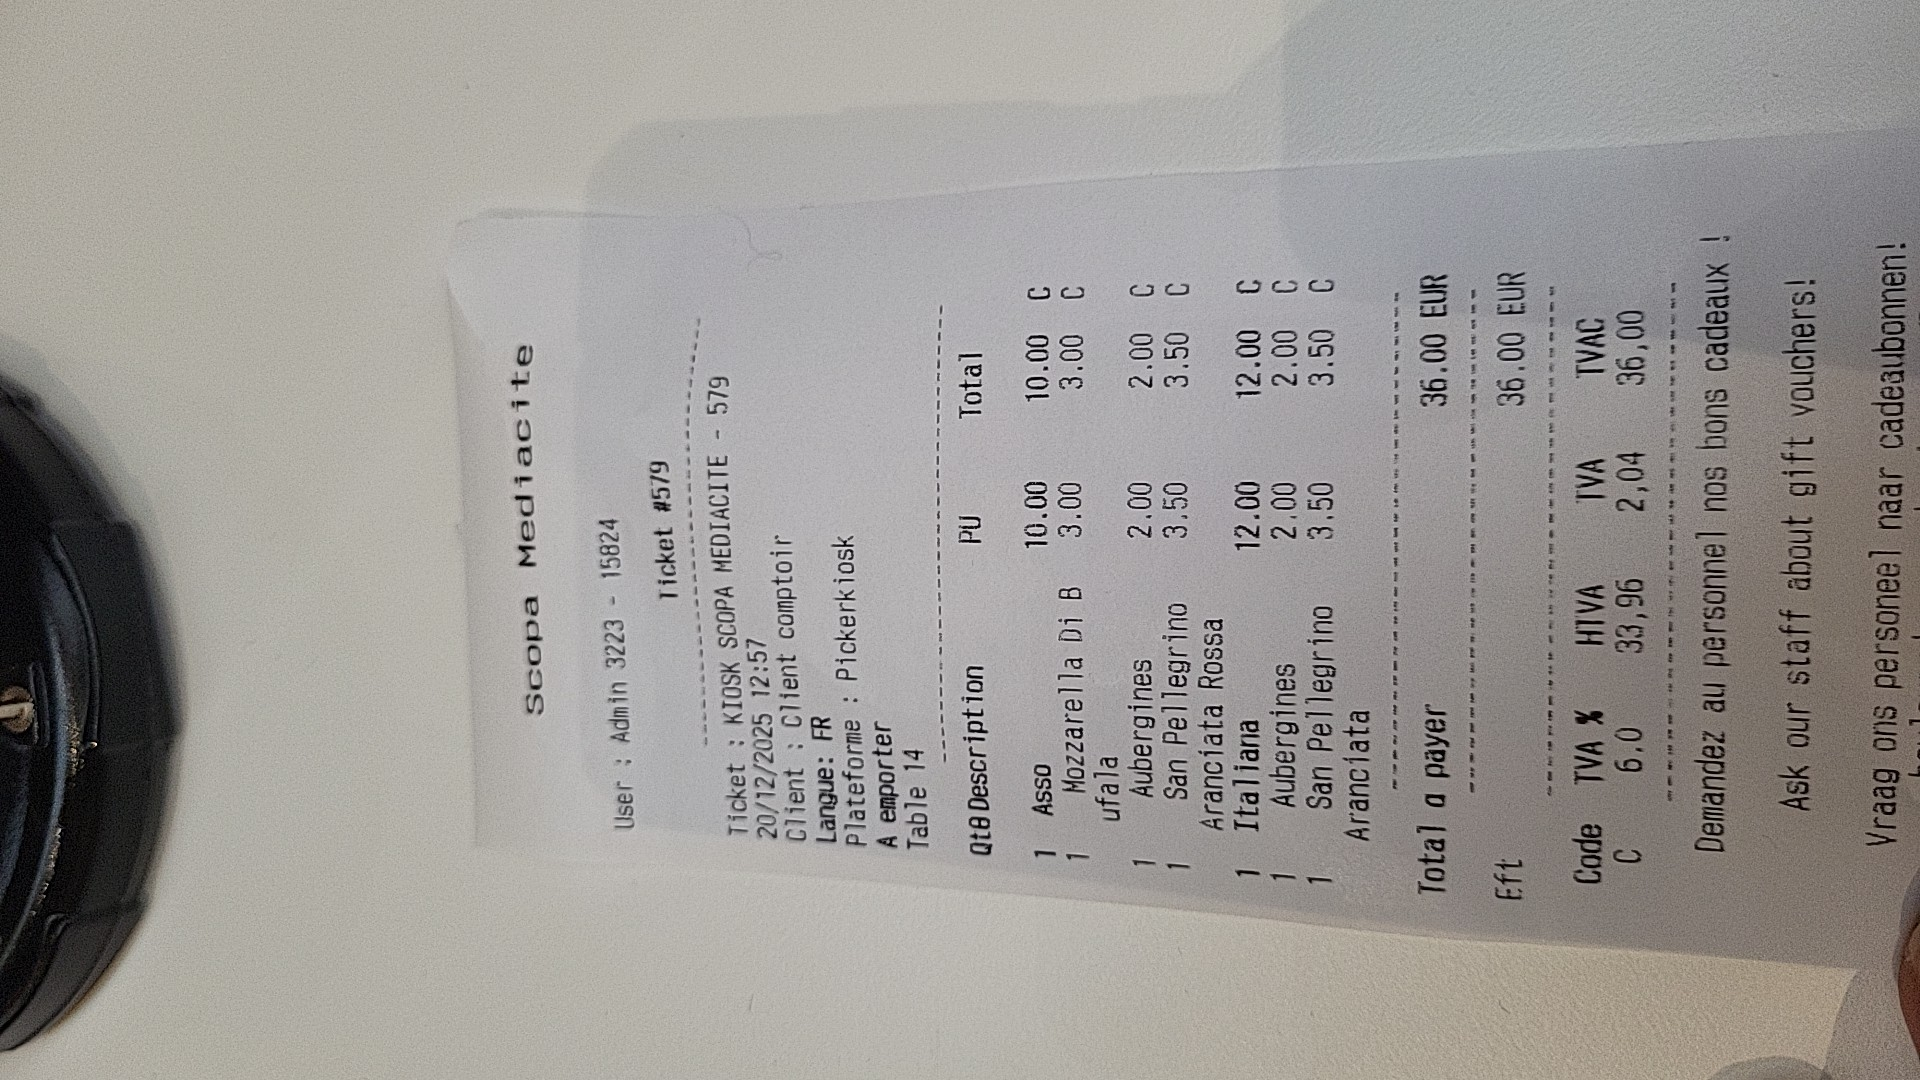 Scopa Mediacite
User : Admin 3223 - 15824
Ticket #579
Ticket : KIOSK SCOPA MEDIACITE - 579
20/12/2025 12:57
Client : Client comptoir
Langue: FR
Plateforme : Pickerkiosk
A emporter
Table 14
Qté Description PU Total
1 Asso 10.00 10.00 C
1 Mozzarella Di B 3.00 3.00 C
ufala
1 Aubergines 2.00 2.00 C
1 San Pellegrino 3.50 3.50 C
Aranciata Rossa
1 Italiana 12.00 12.00 C
1 Aubergines 2.00 2.00 C
1 San Pellegrino 3.50 3.50 C
Aranciata
Total a payer 36.00 EUR
Eft 36.00 EUR
Code TVA % HTVA TVA TVAC
C 6.0 33,96 2,04 36,00
Demandez au personnel nos bons cadeaux !
Ask our staff about gift vouchers!
Vraag ons personeel naar cadeaubonnen!